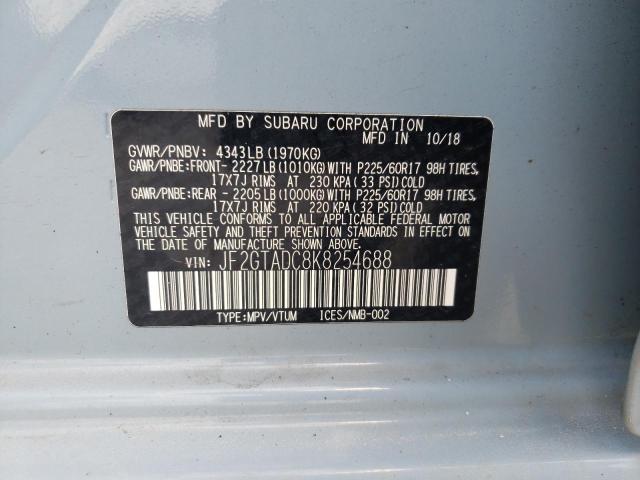 MFD BY SUBARU CORPORATION
MFD IN 10/18
GVWR/PNBV: 4343LB(1970KG)
GAWR/PNBE:FRONT- 2227LB(1010KG)WITH P225/60R17 98H TIRES,
17X7J RIMS AT 230 KPA(33 PSI)COLD
GAWR/PNBE:REAR - 2205LB(1000KG)WITH P225/60R17 98H TIRES,
17X7J RIMS AT 220 KPA(32 PSI)COLD
THIS VEHICLE CONFORMS TO ALL APPLICABLE FEDERAL MOTOR
VEHICLE SAFETY AND THEFT PREVENTION STANDARDS IN
EFFECT ON THE DATE OF MANUFACTURE SHOWN ABOVE.
VIN: JF2GTADC8K8254688
TYPE:MPV/VTUM ICES/NMB-002